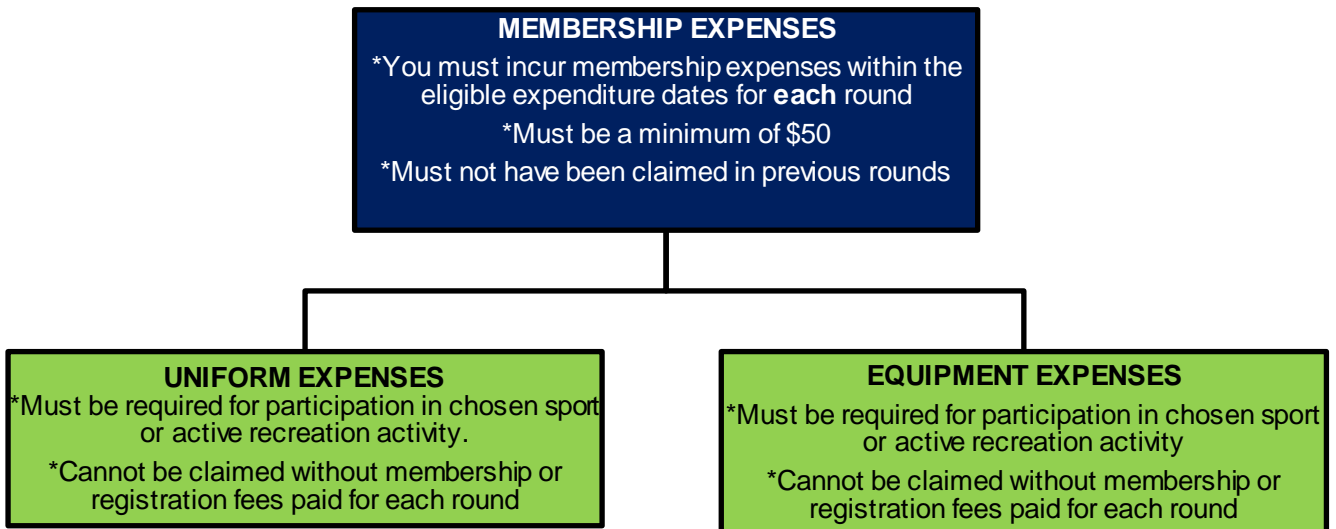 MEMBERSHIP EXPENSES
*You must incur membership expenses within the
eligible expenditure dates for each round
*Must be a minimum of $50
*Must not have been claimed in previous rounds
UNIFORM EXPENSES
*Must be required for participation in chosen sport
or active recreation activity.
*Cannot be claimed without membership or
registration fees paid for each round
EQUIPMENT EXPENSES
*Must be required for participation in chosen sport
or active recreation activity
*Cannot be claimed without membership or
registration fees paid for each round